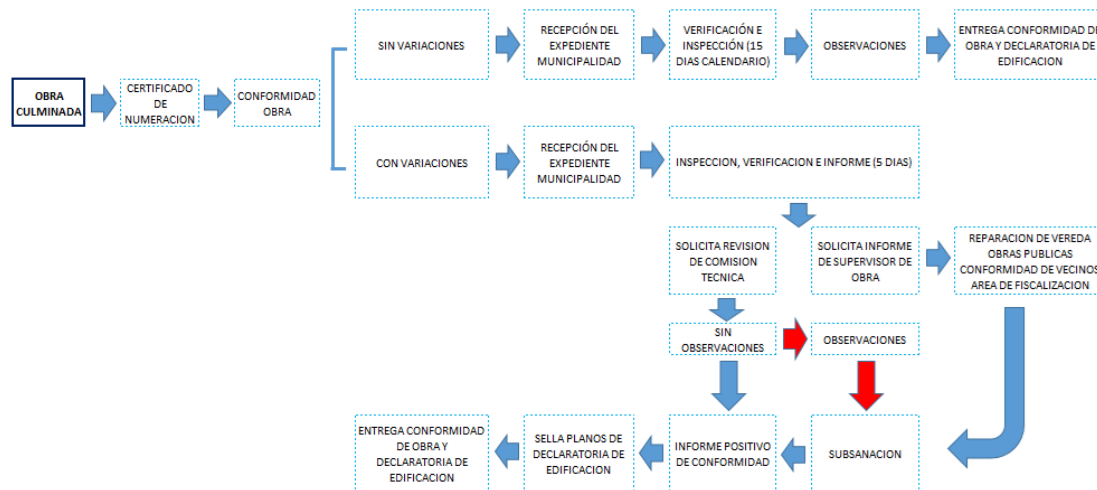 SIN VARIACIONES
RECEPCIÓN DEL
EXPEDIENTE
MUNICIPALIDAD
VERIFICACIÓN E
INSPECCIÓN (15
DIAS CALENDARIO)
OBSERVACIONES
ENTREGA CONFORMIDAD DE
OBRA Y DECLARATORIA DE
EDIFICACION
OBRA
CULMINADA
CERTIFICADO
DE
NUMERACION
CONFORMIDAD
OBRA
CON VARIACIONES
RECEPCIÓN DEL
EXPEDIENTE
MUNICIPALIDAD
INSPECCION, VERIFICACION E INFORME (5 DIAS)
SOLICITA REVISION
DE COMISION
TECNICA
SOLICITA INFORME
DE SUPERVISOR DE
OBRA
REPARACION DE VEREDA
OBRAS PUBLICAS
CONFORMIDAD DE VECINOS
AREA DE FISCALIZACION
SIN
OBSERVACIONES
OBSERVACIONES
ENTREGA CONFORMIDAD
DE OBRA Y
DECLARATORIA DE
EDIFICACION
SELLA PLANOS DE
DECLARATORIA DE
EDIFICACION
INFORME POSITIVO
DE CONFORMIDAD
SUBSANACION